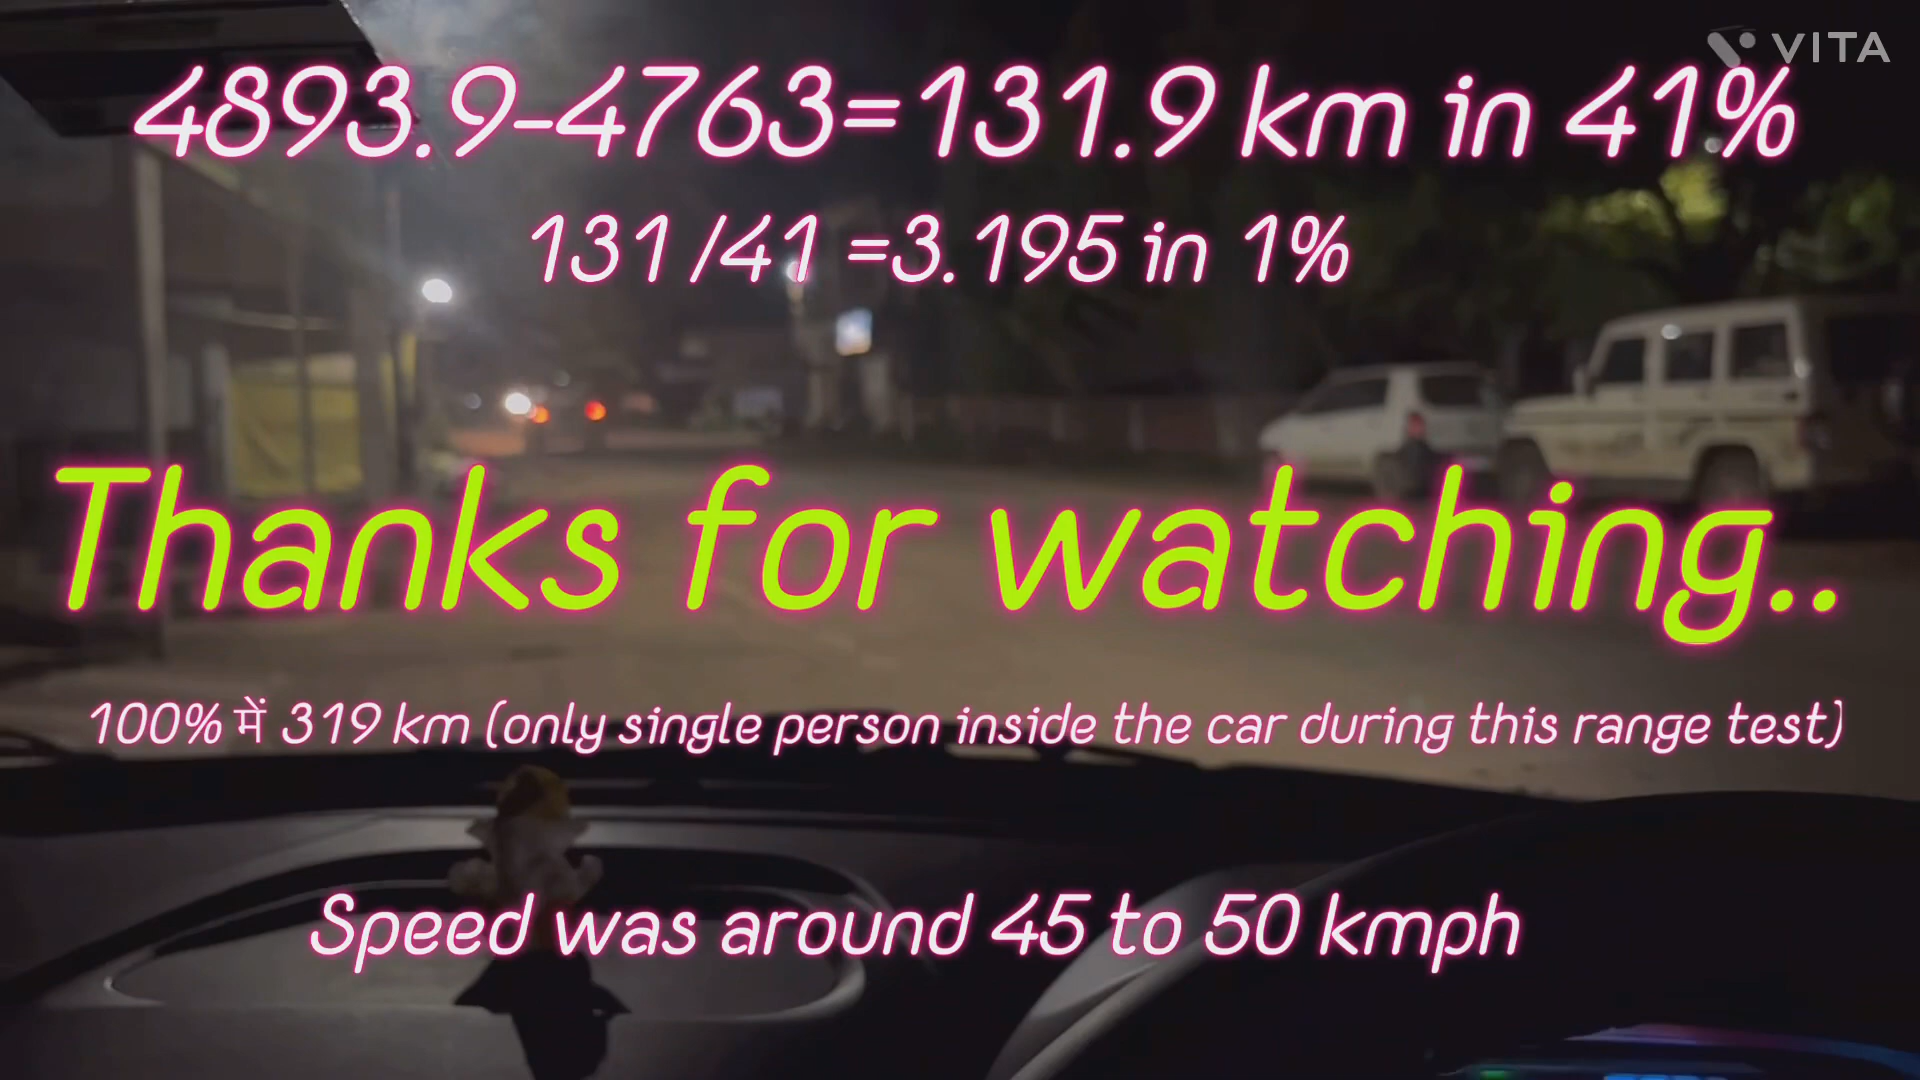 VITA
4893.9-4763=131.9 km in 41%
131 /41 =3.195 in 1%
Thanks for watching..
100% में 319 km (only single person inside the car during this range test)
Speed was around 45 to 50 kmph